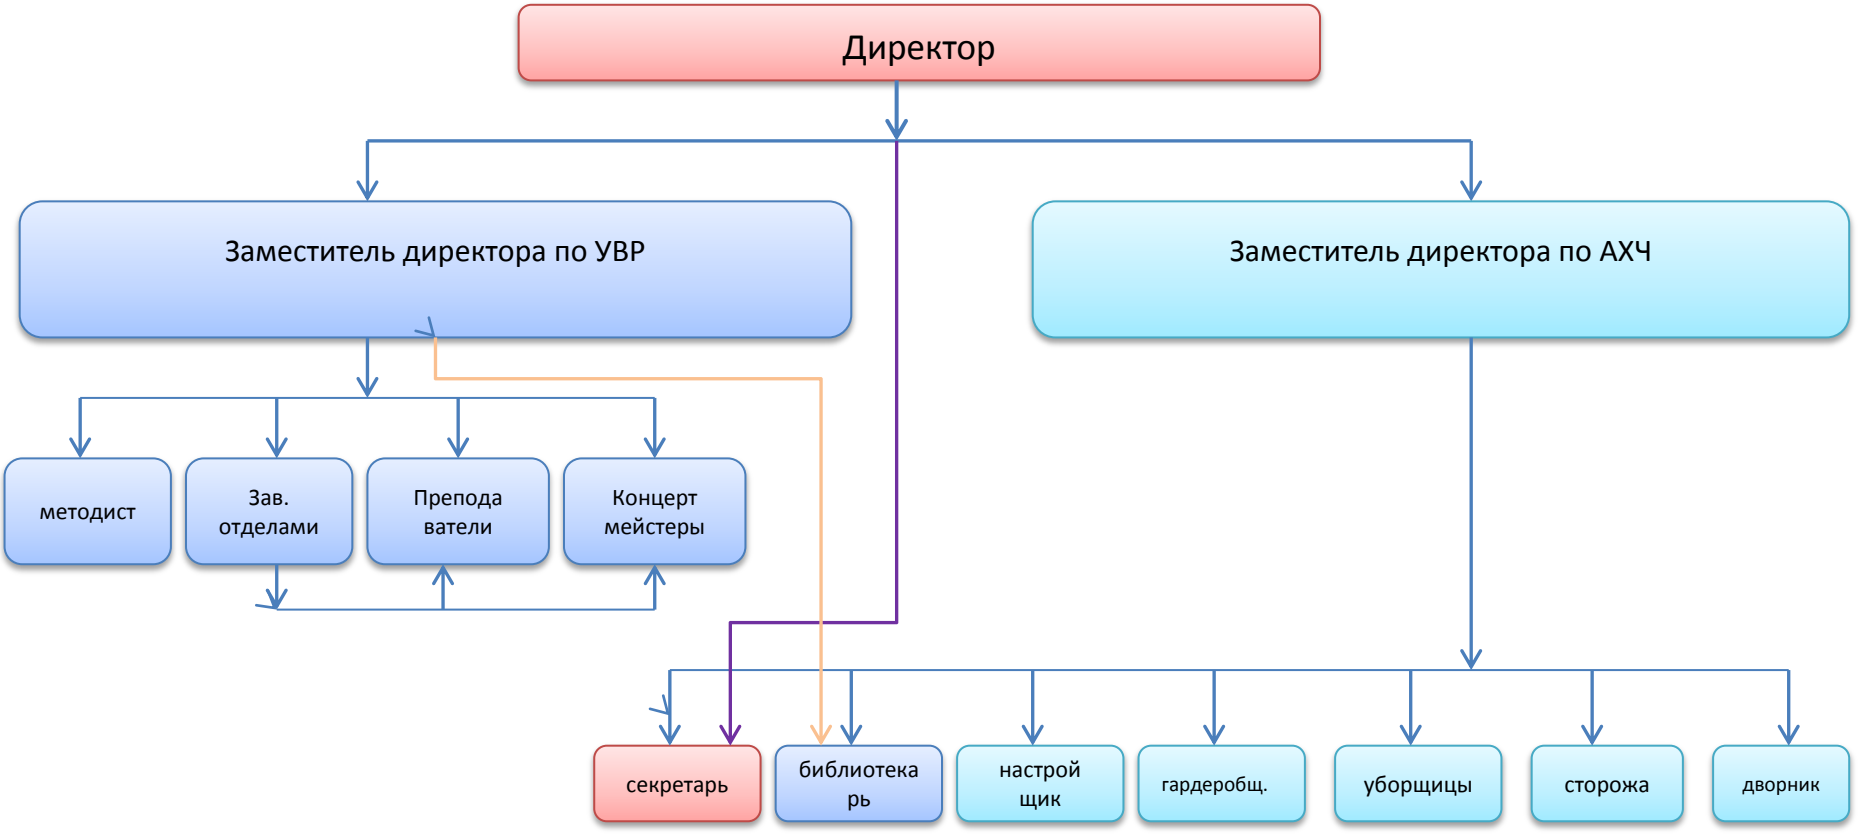 Директор
Заместитель директора по УВР
Заместитель директора по АХЧ
методист
Зав.
отделами
Препода
ватели
Концерт
мейстеры
секретарь
библиотека
рь
настрой
щик
гардеробщ.
уборщицы
сторожа
дворник